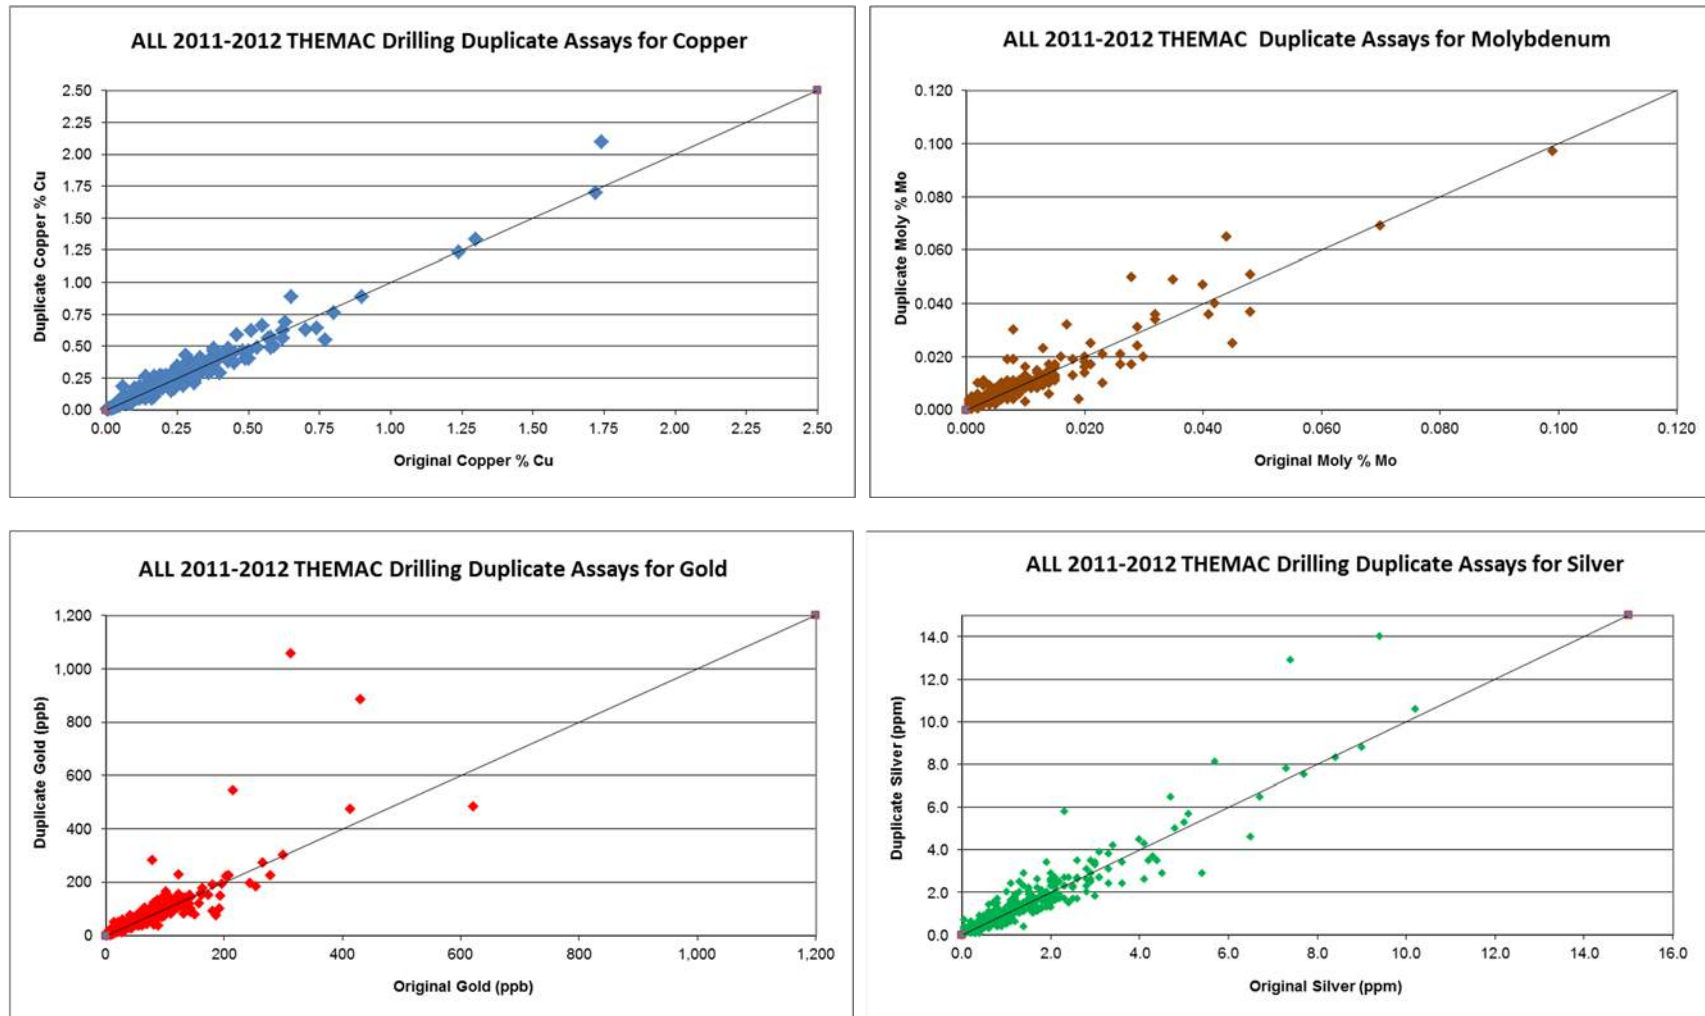 ALL 2011-2012 THEMAC Drilling Duplicate Assays for Copper
2.50
2.25
2.00
1.75
1.50
1.25
1.00
0.75
0.50
0.25
0.00
Duplicate Copper % Cu
0.00 0.25 0.50 0.75 1.00 1.25 1.50 1.75 2.00 2.25 2.50
Original Copper % Cu
ALL 2011-2012 THEMAC Duplicate Assays for Molybdenum
0.120
0.100
0.080
0.060
0.040
0.020
0.000
Duplicate Moly % Mo
0.000 0.020 0.040 0.060 0.080 0.100 0.120
Original Moly % Mo
ALL 2011-2012 THEMAC Drilling Duplicate Assays for Gold
1,200
1,000
800
600
400
200
0
Duplicate Gold (ppb)
0 200 400 600 800 1,000 1,200
Original Gold (ppb)
ALL 2011-2012 THEMAC Drilling Duplicate Assays for Silver
14.0
12.0
10.0
8.0
6.0
4.0
2.0
0.0
Duplicate Silver (ppm)
0.0 2.0 4.0 6.0 8.0 10.0 12.0 14.0 16.0
Original Silver (ppm)